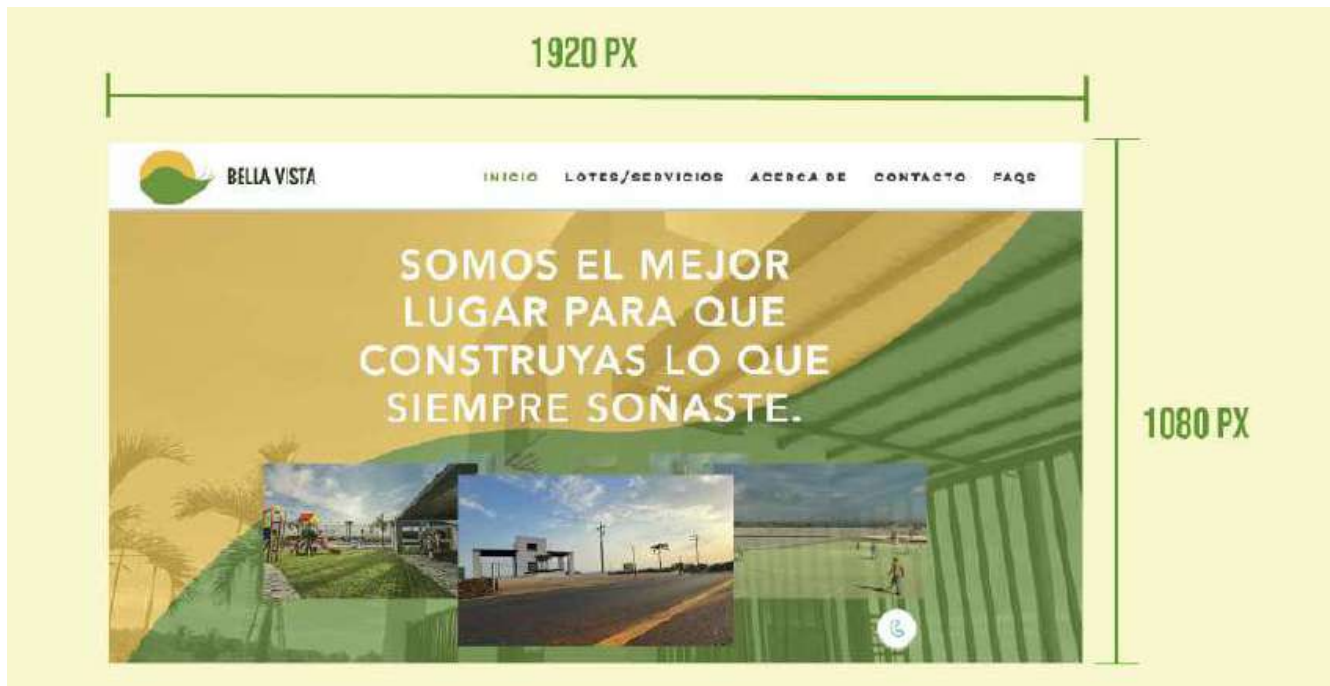 1920 PX
BELLA VISTA
INICIO LOTES/SERVICIOS ACERCA DE CONTACTO FAQS
SOMOS EL MEJOR
LUGAR PARA QUE
CONSTRUYAS LO QUE
SIEMPRE SOÑASTE.
1080 PX